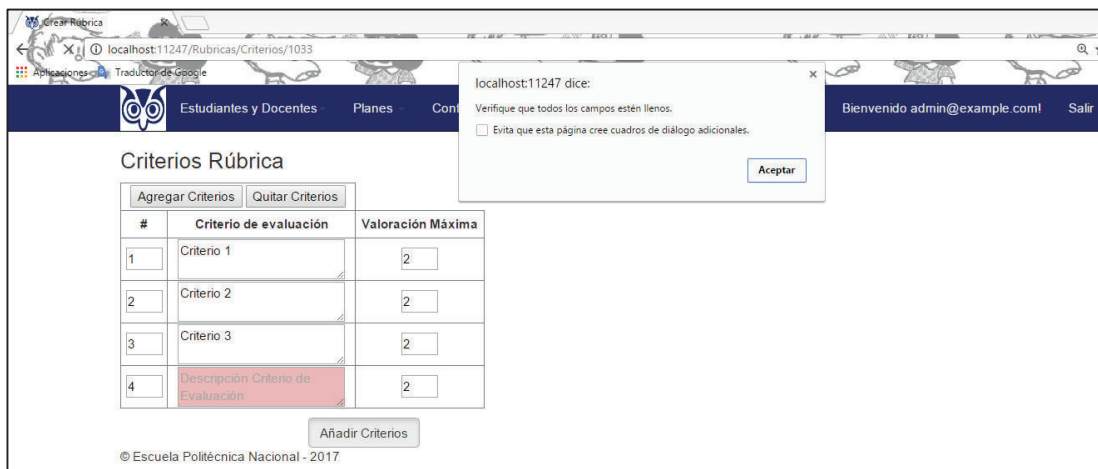 Crear Rúbrica
localhost:11247/Rubricas/Criterios/1033
Aplicaciones Traductor de Google
localhost:11247 dice:
Verifique que todos los campos estén llenos.
Evita que esta página cree cuadros de diálogo adicionales.
Aceptar
Estudiantes y Docentes Planes Conf Bienvenido admin@example.com! Salir
Criterios Rúbrica
Agregar Criterios Quitar Criterios
# Criterio de evaluación Valoración Máxima
1 Criterio 1 2
2 Criterio 2 2
3 Criterio 3 2
4 Descripción Criterio de Evaluación 2
Añadir Criterios
© Escuela Politécnica Nacional - 2017